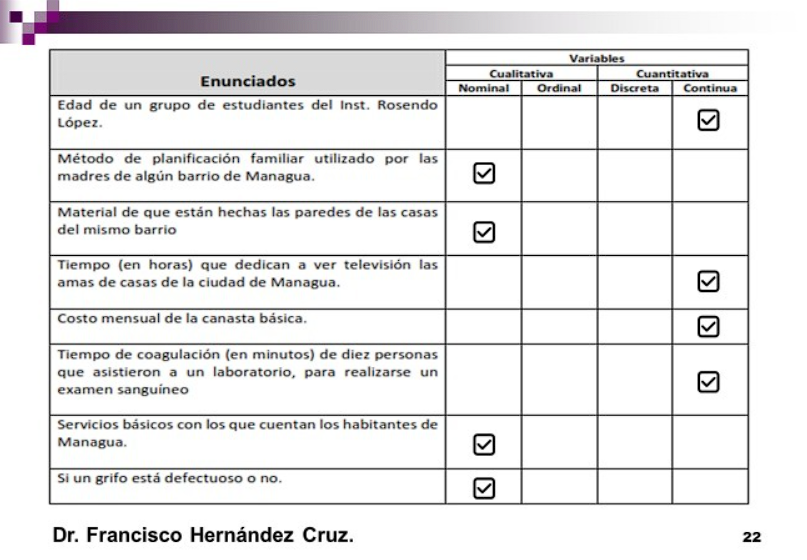 Enunciados
Variables
Cualitativa Cuantitativa
Nominal Ordinal Discreta Continua
Edad de un grupo de estudiantes del Inst. Rosendo
López.
Método de planificación familiar utilizado por las
madres de algún barrio de Managua.
Material de que están hechas las paredes de las casas
del mismo barrio
Tiempo (en horas) que dedican a ver televisión las
amas de casas de la ciudad de Managua.
Costo mensual de la canasta básica.
Tiempo de coagulación (en minutos) de diez personas
que asistieron a un laboratorio, para realizarse un
examen sanguíneo
Servicios básicos con los que cuentan los habitantes de
Managua.
Si un grifo está defectuoso o no.
Dr. Francisco Hernández Cruz.
22